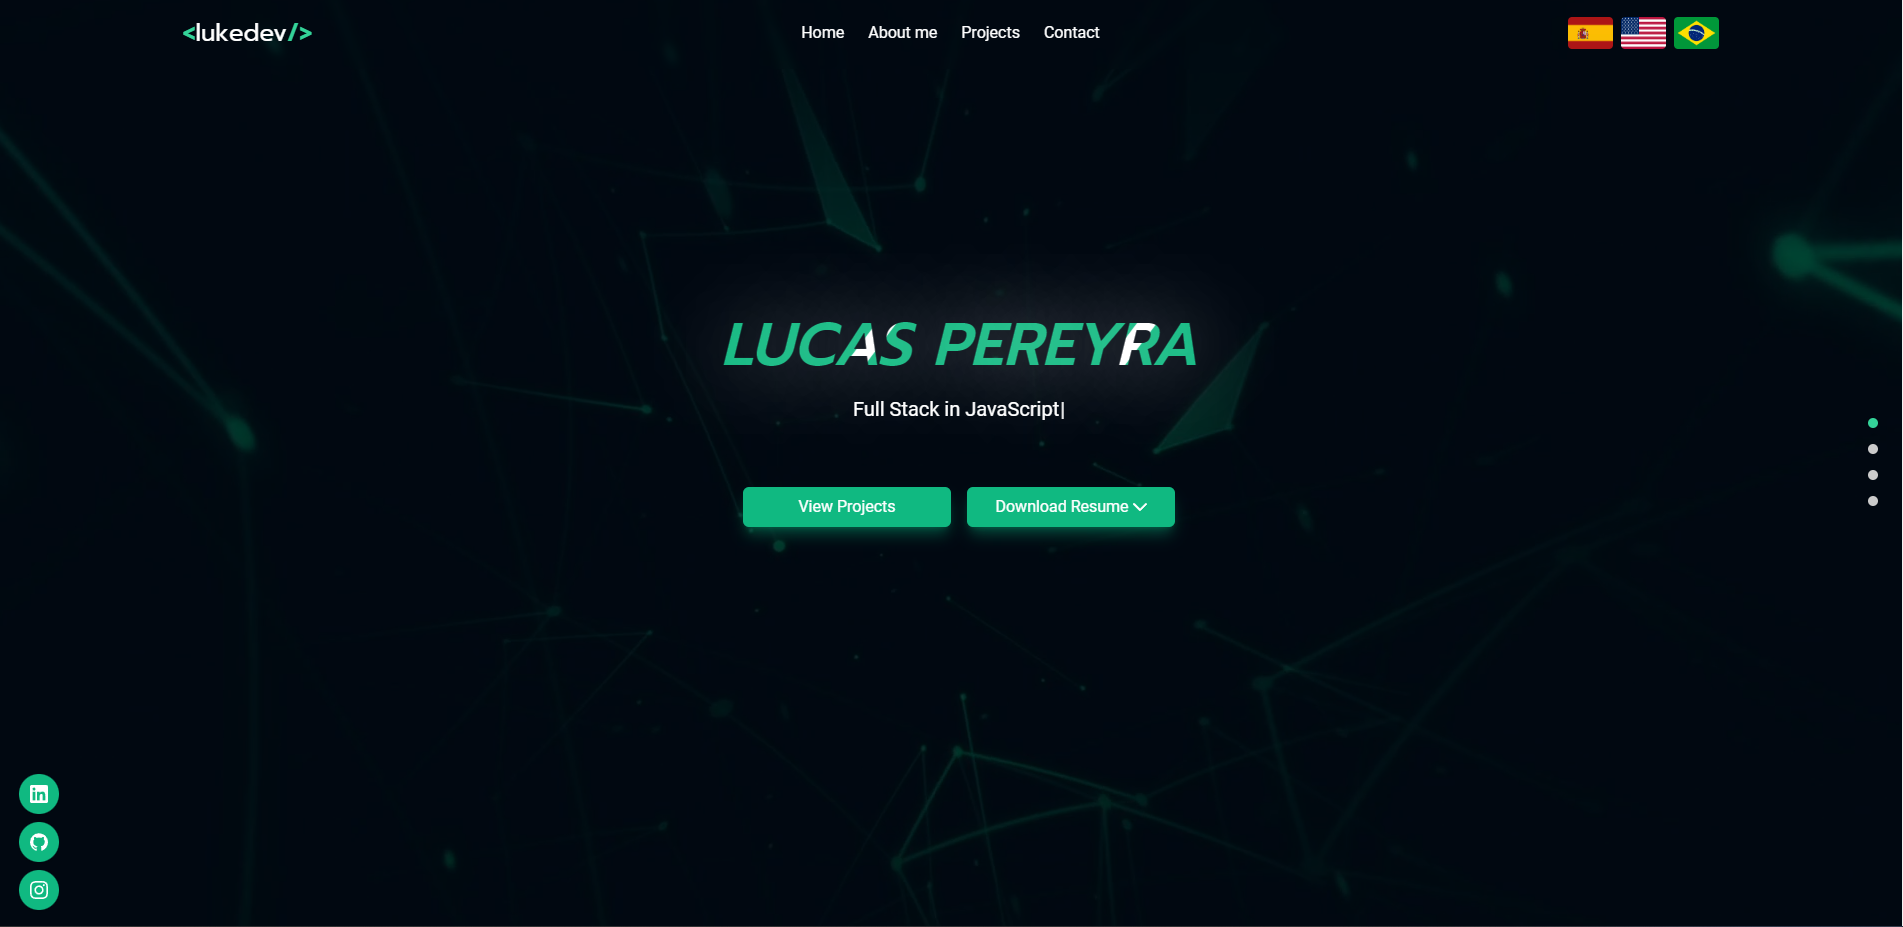 <lukedev/>
Home
About me
Projects
Contact
LUCAS PEREYRA
Full Stack in JavaScript|
View Projects
Download Resume